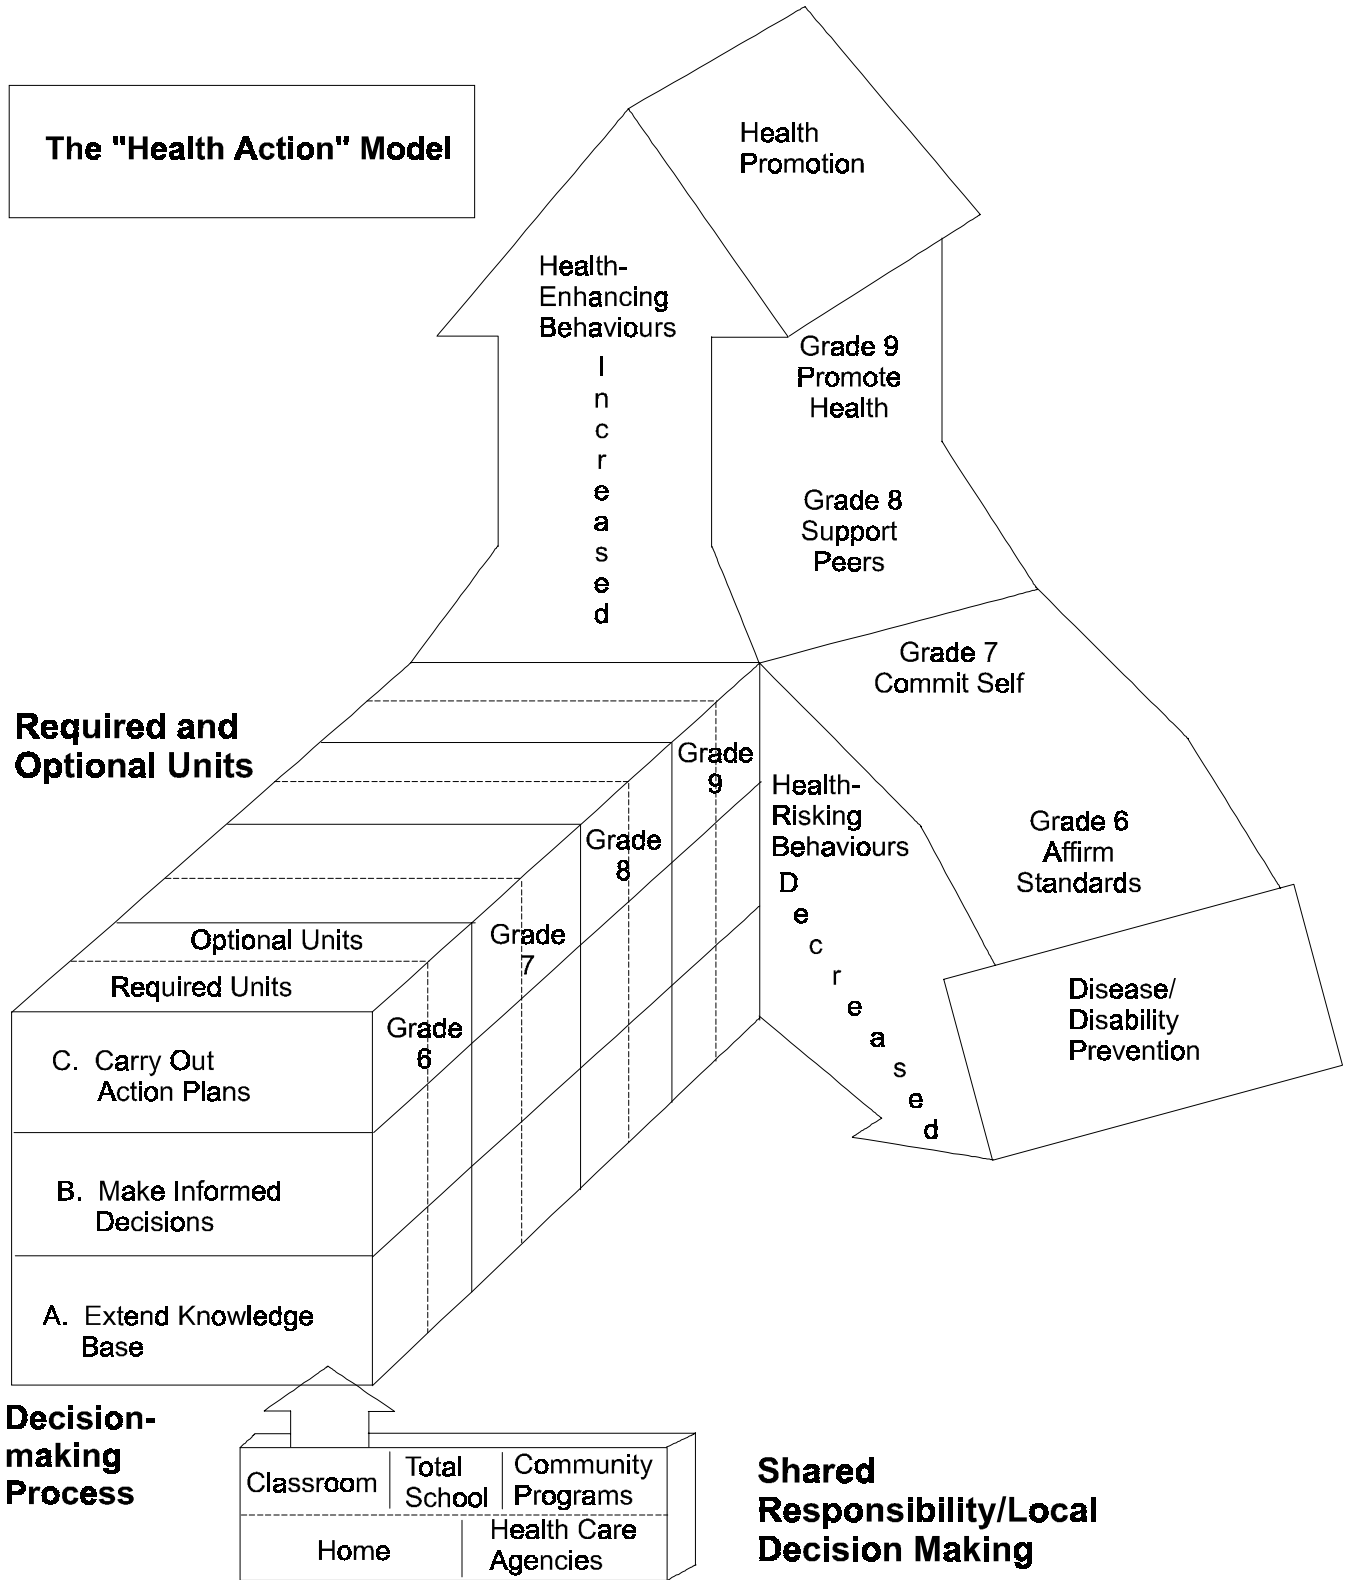 The "Health Action" Model
Health
Promotion
Health-
Enhancing
Behaviours
I
n
c
r
e
a
s
e
d
Grade 9
Promote
Health
Grade 8
Support
Peers
Grade 7
Commit Self
Grade 6
Affirm
Standards
Disease/
Disability
Prevention
Health-
Risking
Behaviours
D
e
c
r
e
a
s
e
d
Required and
Optional Units
Grade
9
Grade
8
Grade
7
Grade
6
Optional Units
Required Units
C. Carry Out
Action Plans
B. Make Informed
Decisions
A. Extend Knowledge
Base
Decision-
making
Process
Classroom
Total
School
Community
Programs
Home
Health Care
Agencies
Shared
Responsibility/Local
Decision Making